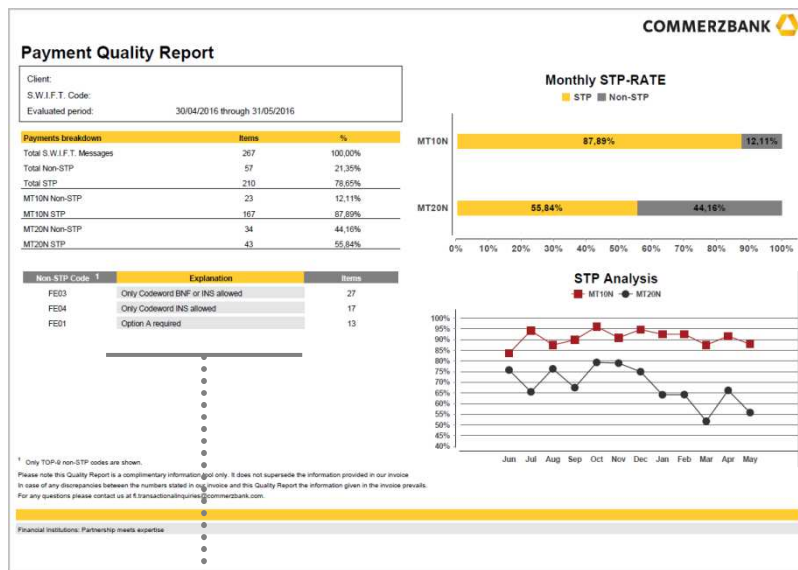 COMMERZBANK
Payment Quality Report
Client:
S.W.I.F.T. Code:
Evaluated period: 30/04/2016 through 31/05/2016
Payments breakdown Items %
Total S.W.I.F.T. Messages 267 100,00%
Total Non-STP 57 21,35%
Total STP 210 78,65%
MT10N Non-STP 23 12,11%
MT10N STP 167 87,89%
MT20N Non-STP 34 44,16%
MT20N STP 43 55,84%
Monthly STP-RATE
STP Non-STP
MT10N 87,89% 12,11%
MT20N 55,84% 44,16%
0% 10% 20% 30% 40% 50% 60% 70% 80% 90% 100%
Non-STP Code 1 Explanation Items
FE03 Only Codeword BNF or INS allowed 27
FE04 Only Codeword INS allowed 17
FE01 Option A required 13
STP Analysis
MT10N MT20N
100%
95%
90%
85%
80%
75%
70%
65%
60%
55%
50%
45%
40%
Jun Jul Aug Sep Oct Nov Dec Jan Feb Mar Apr May
1 Only TOP-9 non-STP codes are shown.
Please note this Quality Report is a complimentary information tool only. It does not supersede the information provided in our invoice
In case of any discrepancies between the numbers stated in our invoice and this Quality Report the information given in the invoice prevails.
For any questions please contact us at fi.transactionalinquiries@commerzbank.com.
Financial Institutions: Partnership meets expertise